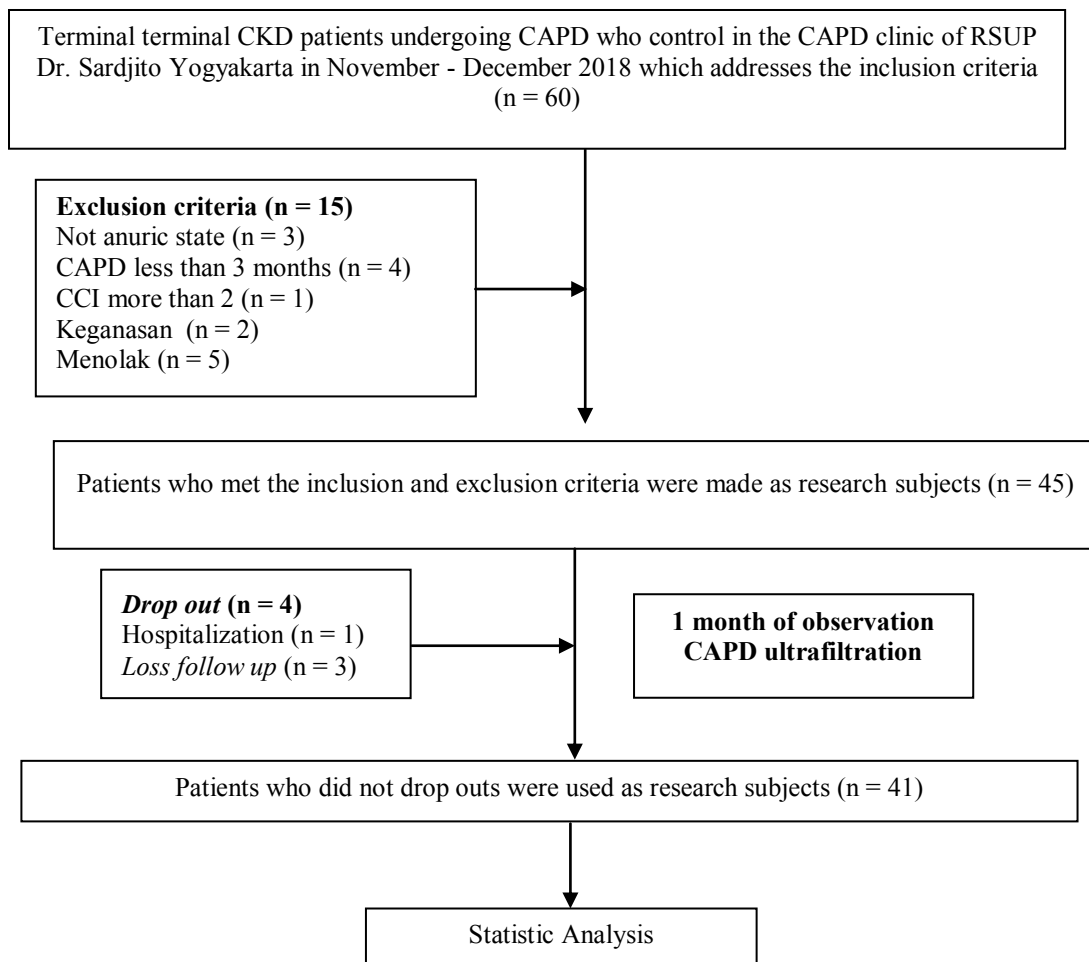 Terminal terminal CKD patients undergoing CAPD who control in the CAPD clinic of RSUP
Dr. Sardjito Yogyakarta in November - December 2018 which addresses the inclusion criteria
(n = 60)
Exclusion criteria (n = 15)
Not anuric state (n = 3)
CAPD less than 3 months (n = 4)
CCI more than 2 (n = 1)
Keganasan (n = 2)
Menolak (n = 5)
Patients who met the inclusion and exclusion criteria were made as research subjects (n = 45)
Drop out (n = 4)
Hospitalization (n = 1)
Loss follow up (n = 3)
1 month of observation
CAPD ultrafiltration
Patients who did not drop outs were used as research subjects (n = 41)
Statistic Analysis